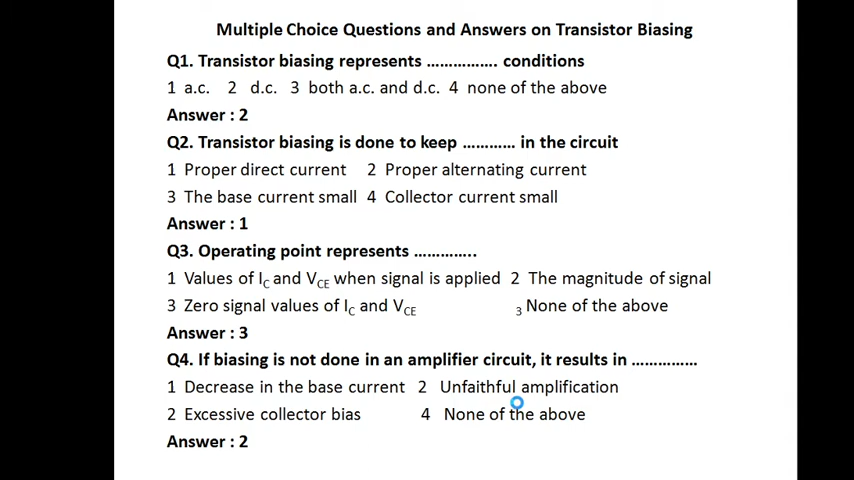 Multiple Choice Questions and Answers on Transistor Biasing
Q1. Transistor biasing represents ……………. conditions
1 a.c. 2 d.c. 3 both a.c. and d.c. 4 none of the above
Answer : 2
Q2. Transistor biasing is done to keep ………… in the circuit
1 Proper direct current 2 Proper alternating current
3 The base current small 4 Collector current small
Answer : 1
Q3. Operating point represents …………..
1 Values of IC and VCE when signal is applied 2 The magnitude of signal
3 Zero signal values of IC and VCE 3 None of the above
Answer : 3
Q4. If biasing is not done in an amplifier circuit, it results in ……………
1 Decrease in the base current 2 Unfaithful amplification
2 Excessive collector bias 4 None of the above
Answer : 2